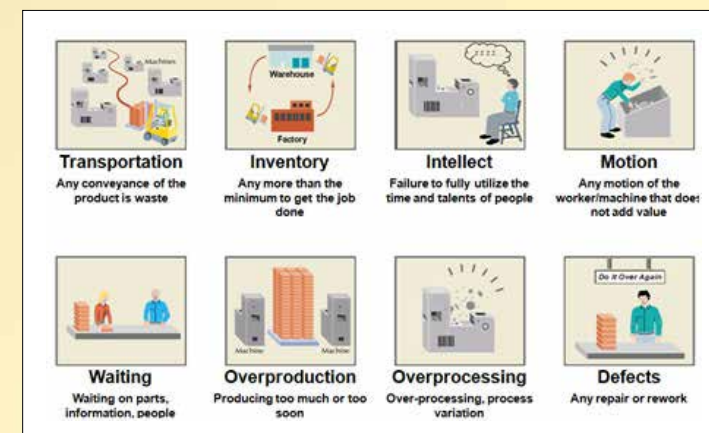 Machines
Warehouse
Factory
zzzz
Transportation
Inventory
Intellect
Motion
Any conveyance of the
product is waste
Any more than the
minimum to get the job
done
Failure to fully utilize the
time and talents of people
Any motion of the
worker/machine that does
not add value
Machine
Machine
Do It Over Again
Waiting
Overproduction
Overprocessing
Defects
Waiting on parts,
information, people
Producing too much or too
soon
Over-processing, process
variation
Any repair or rework